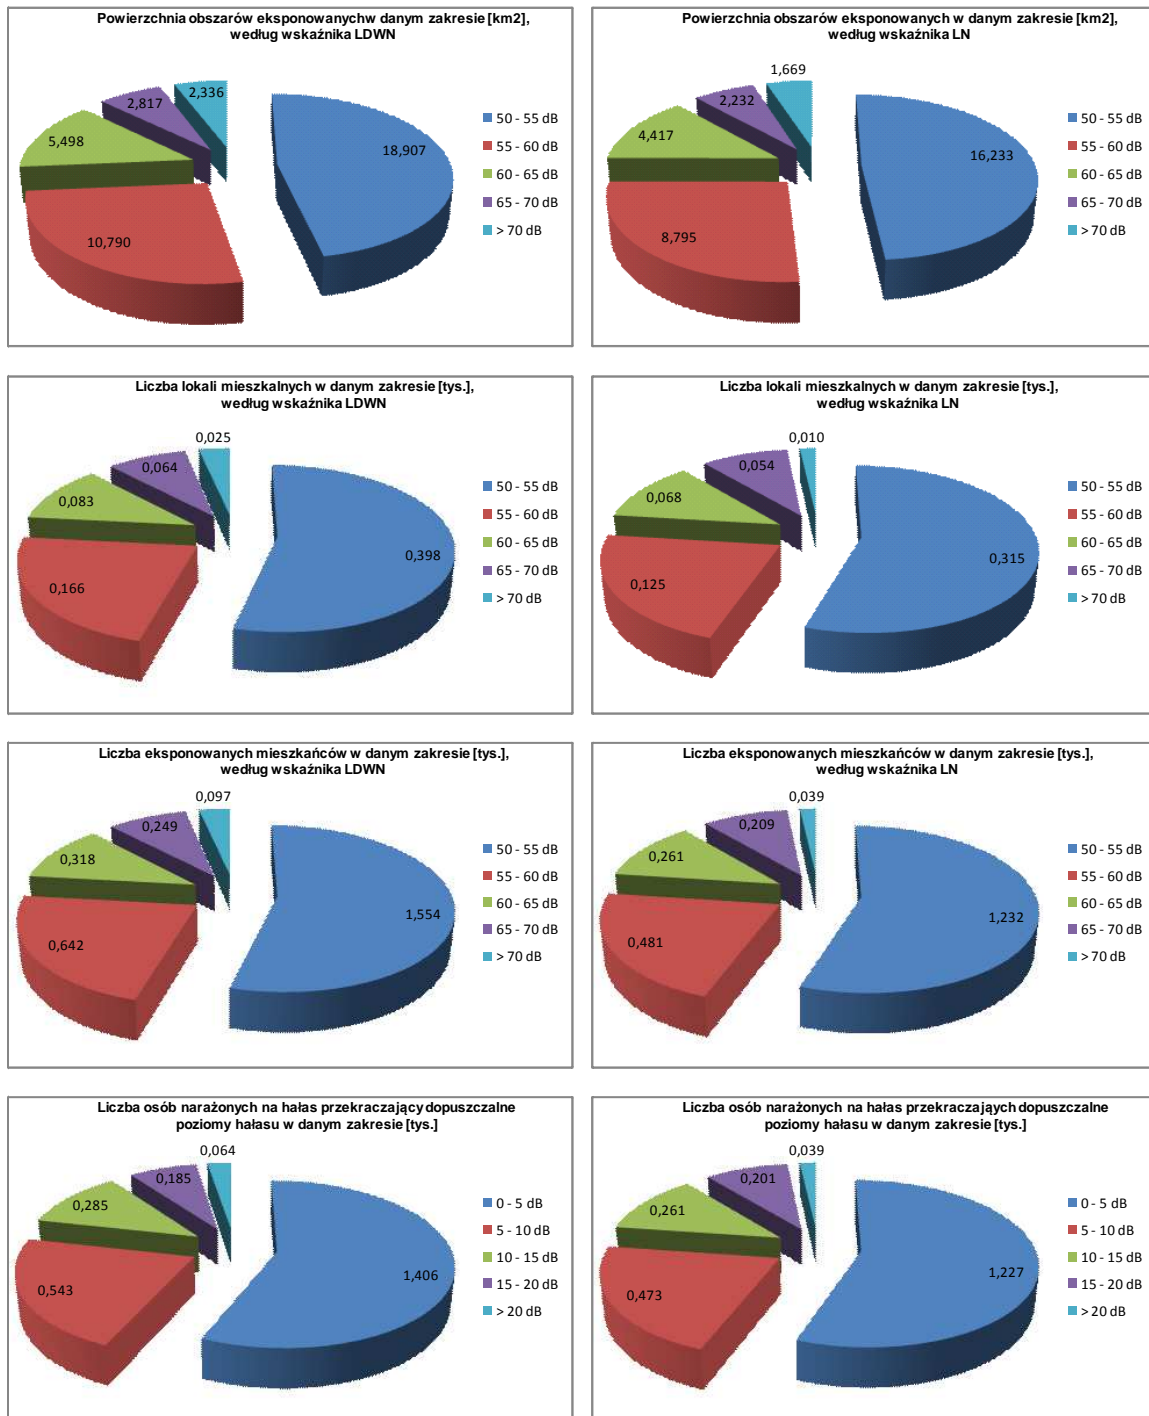 Powierzchnia obszarów eksponowanychw danym zakresie [km2],
według wskaźnika LDWN
2,336
2,817
5,498
18,907
10,790
50 - 55 dB
55 - 60 dB
60 - 65 dB
65 - 70 dB
> 70 dB
Powierzchnia obszarów eksponowanych w danym zakresie [km2],
według wskaźnika LN
1,669
2,232
4,417
16,233
8,795
50 - 55 dB
55 - 60 dB
60 - 65 dB
65 - 70 dB
> 70 dB
Liczba lokali mieszkalnych w danym zakresie [tys.],
według wskaźnika LDWN
0,025
0,064
0,083
0,398
0,166
50 - 55 dB
55 - 60 dB
60 - 65 dB
65 - 70 dB
> 70 dB
Liczba lokali mieszkalnych w danym zakresie [tys.],
według wskaźnika LN
0,010
0,054
0,068
0,315
0,125
50 - 55 dB
55 - 60 dB
60 - 65 dB
65 - 70 dB
> 70 dB
Liczba eksponowanych mieszkańców w danym zakresie [tys.],
według wskaźnika LDWN
0,097
0,249
0,318
1,554
0,642
50 - 55 dB
55 - 60 dB
60 - 65 dB
65 - 70 dB
> 70 dB
Liczba eksponowanych mieszkańców w danym zakresie [tys.],
według wskaźnika LN
0,039
0,209
0,261
1,232
0,481
50 - 55 dB
55 - 60 dB
60 - 65 dB
65 - 70 dB
> 70 dB
Liczba osób narażonych na hałas przekraczający dopuszczalne
poziomy hałasu w danym zakresie [tys.]
0,064
0,185
0,285
1,406
0,543
0 - 5 dB
5 - 10 dB
10 - 15 dB
15 - 20 dB
> 20 dB
Liczba osób narażonych na hałas przekraczająych dopuszczalne
poziomy hałasu w danym zakresie [tys.]
0,039
0,201
0,261
1,227
0,473
0 - 5 dB
5 - 10 dB
10 - 15 dB
15 - 20 dB
> 20 dB